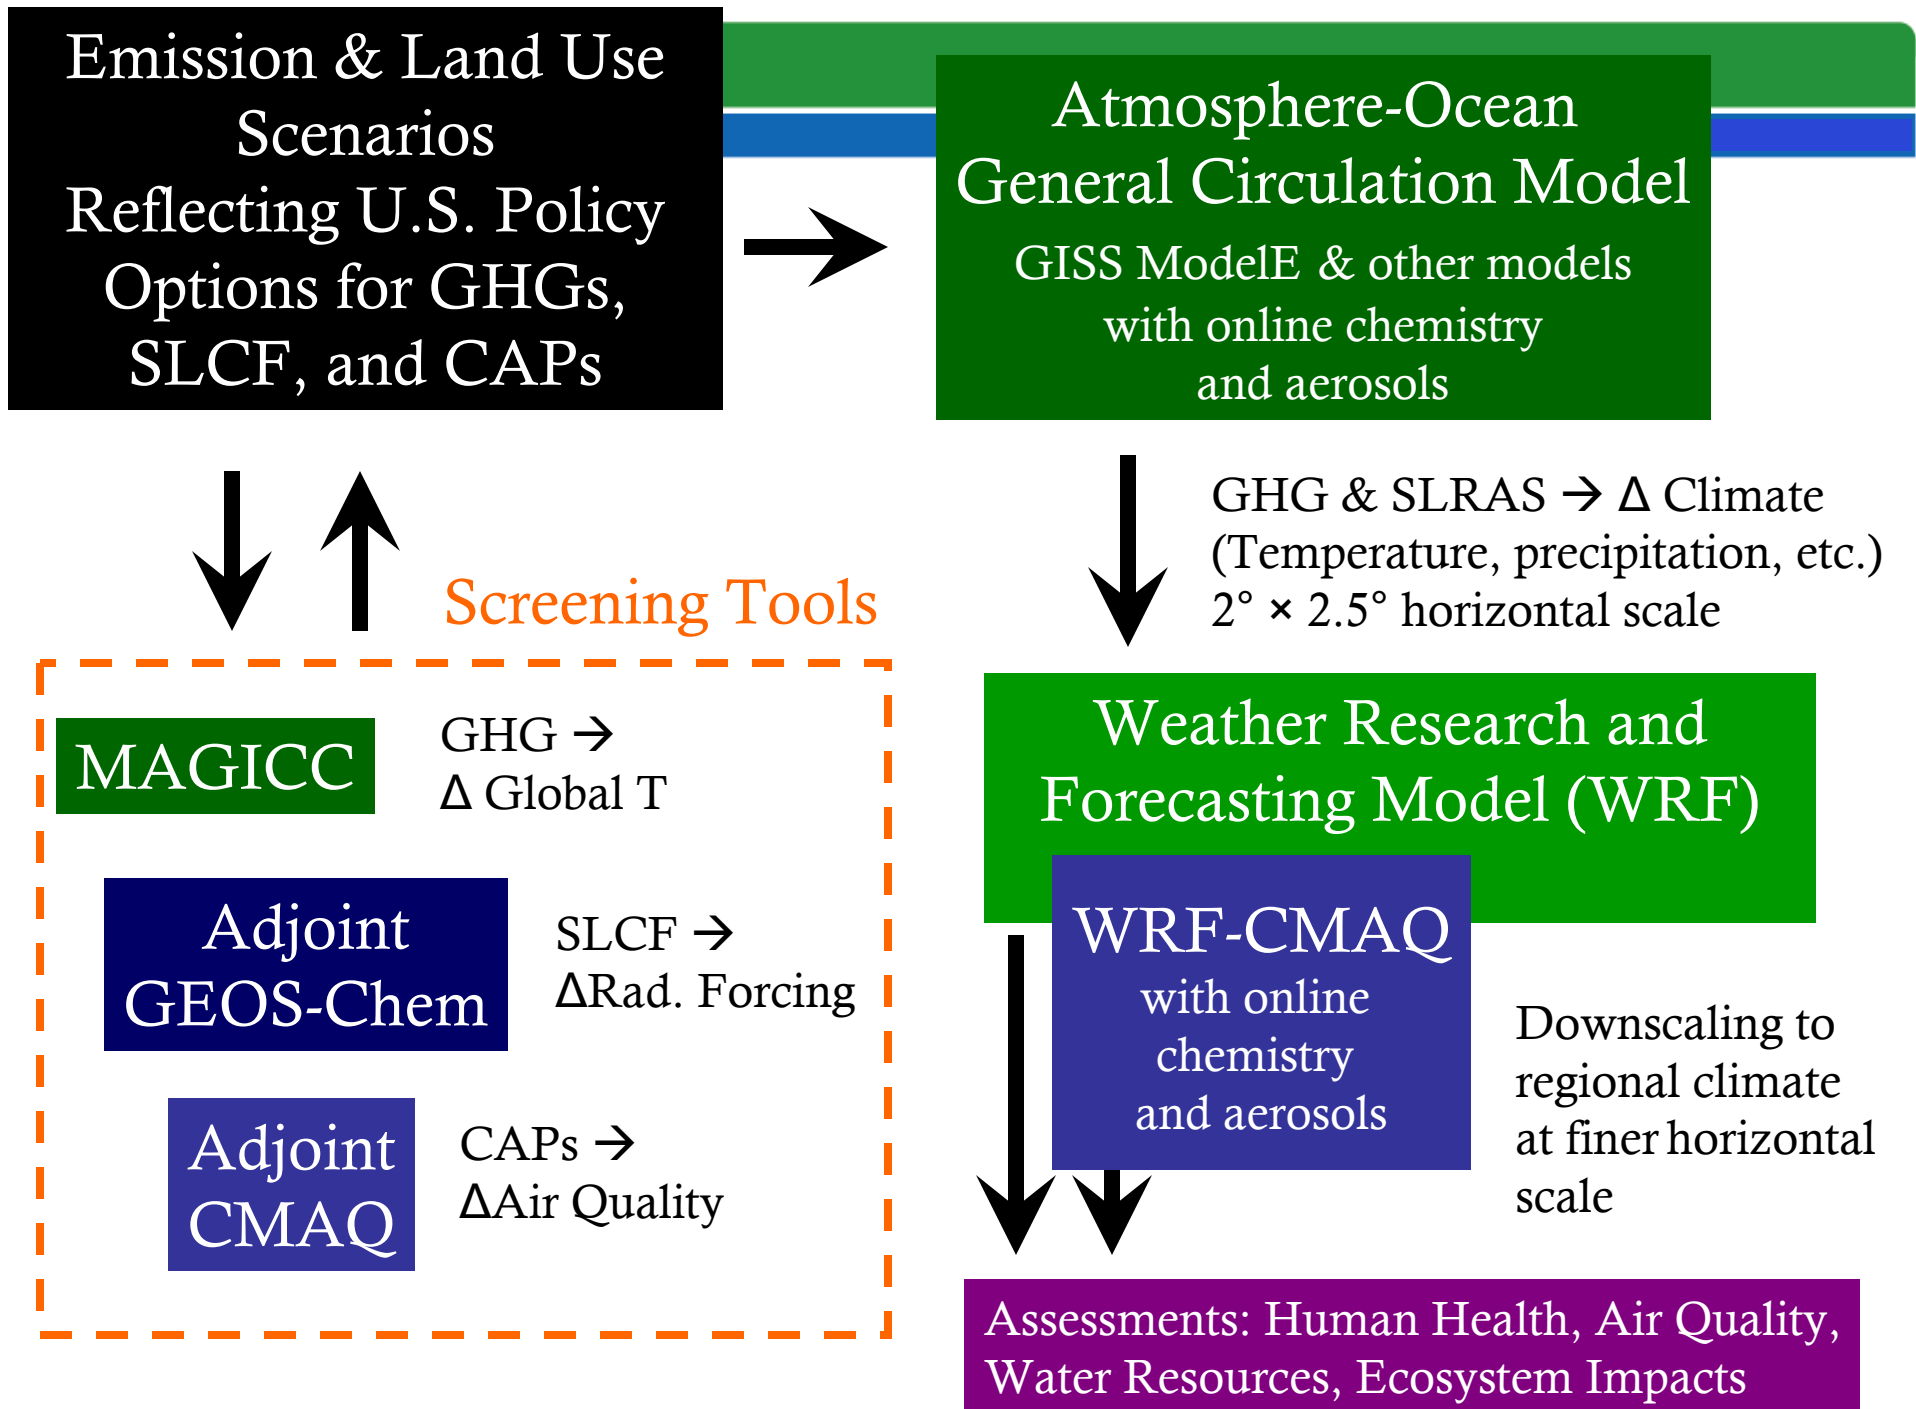 Emission & Land Use
Scenarios
Reflecting U.S. Policy
Options for GHGs,
SLCF, and CAPs
Atmosphere-Ocean
General Circulation Model
GISS ModelE & other models
with online chemistry
and aerosols
GHG & SLRAS → Δ Climate
(Temperature, precipitation, etc.)
2° × 2.5° horizontal scale
Screening Tools
MAGICC
GHG →
Δ Global T
Adjoint
GEOS-Chem
SLCF →
ΔRad. Forcing
Adjoint
CMAQ
CAPs →
ΔAir Quality
Weather Research and
Forecasting Model (WRF)
WRF-CMAQ
with online
chemistry
and aerosols
Downscaling to
regional climate
at finer horizontal
scale
Assessments: Human Health, Air Quality,
Water Resources, Ecosystem Impacts